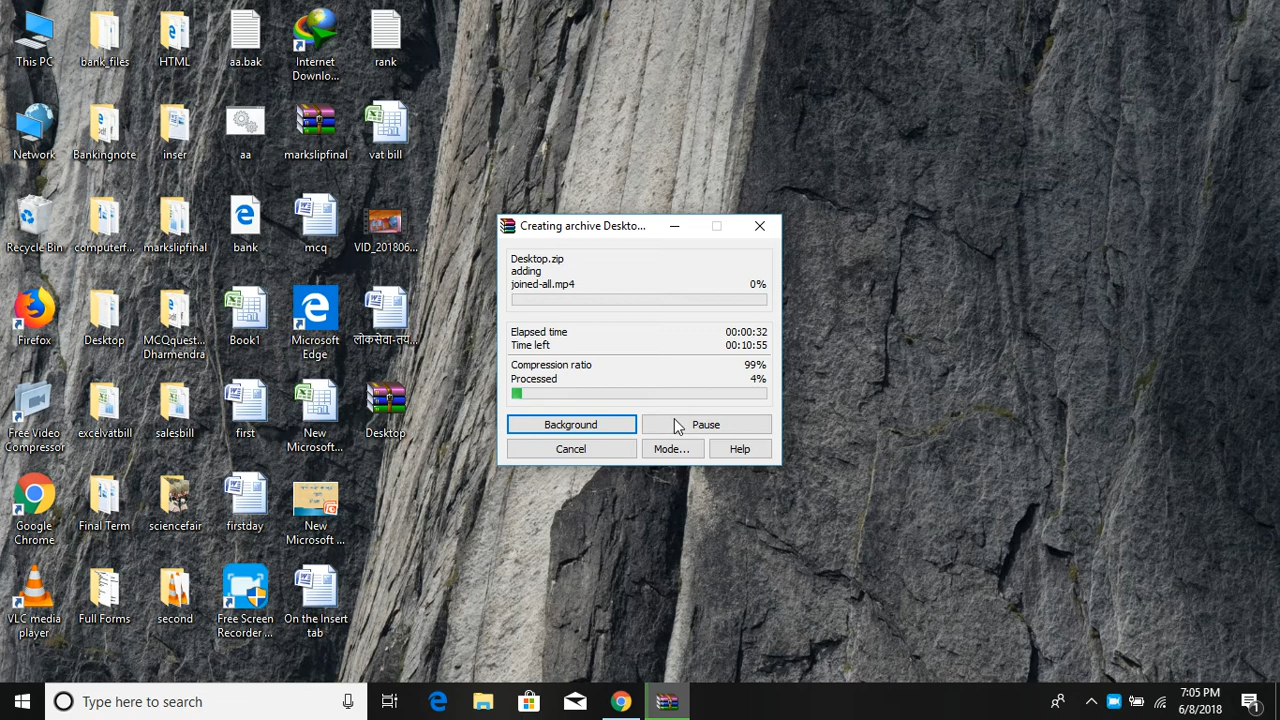 This PC
bank_files
HTML
aa.bak
Internet
Downlo...
rank
Network
Bankingnote
inser
aa
markslipfinal
vat bill
Recycle Bin
computerf...
markslipfinal
bank
mcq
VID_201806...
Firefox
Desktop
MCQquest...
Dharmendra
Book1
Microsoft
Edge
लोकसेवा-तय...
Free Video
Compressor
excelvatbill
salesbill
first
New
Microsoft...
Desktop
Google
Chrome
Final Term
sciencefair
firstday
New
Microsoft ...
VLC media
player
Full Forms
second
Free Screen
Recorder ...
On the Insert
tab
Creating archive Deskto...
Desktop.zip
adding
joined-all.mp4 0%
Elapsed time 00:00:32
Time left 00:10:55
Compression ratio 99%
Processed 4%
Background Pause
Cancel Mode... Help
Type here to search
7:05 PM
6/8/2018
1